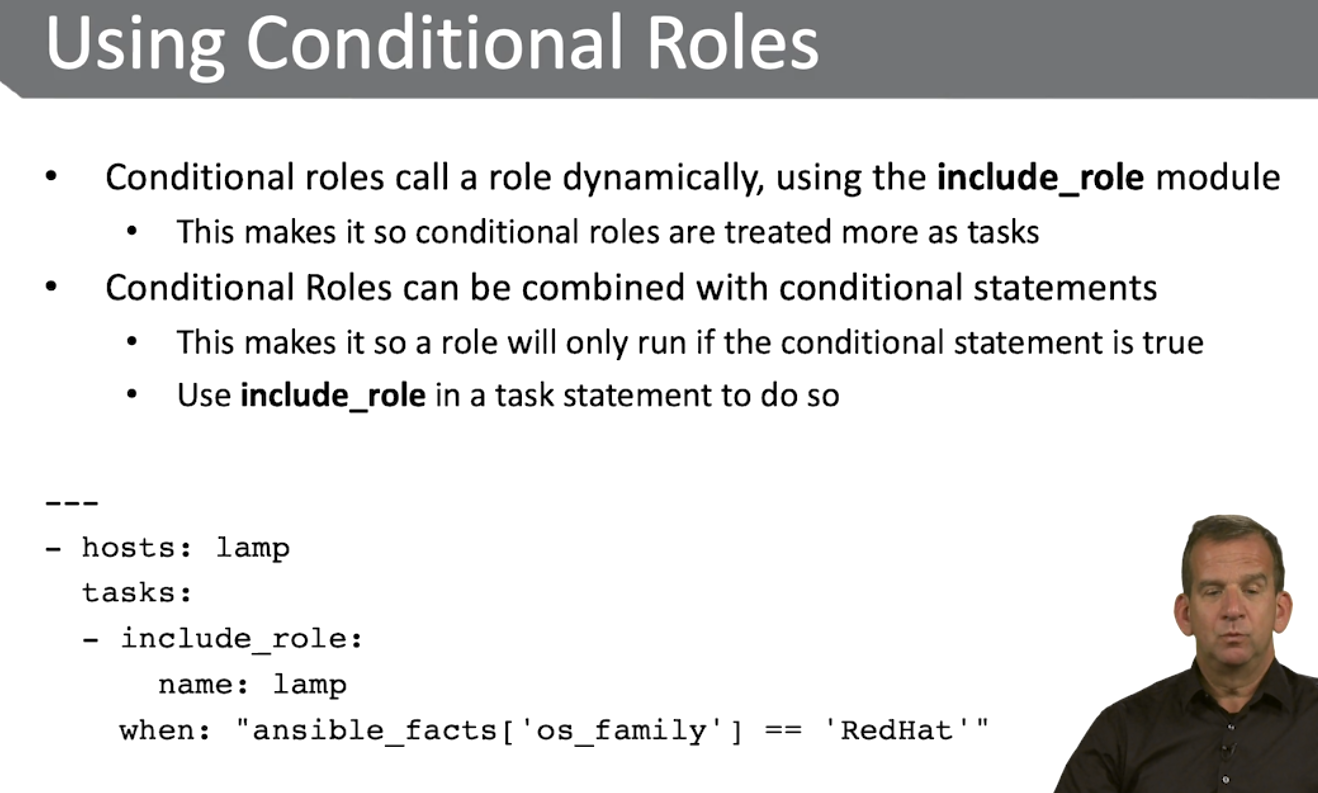 Using Conditional Roles
• Conditional roles call a role dynamically, using the include_role module
• This makes it so conditional roles are treated more as tasks
• Conditional Roles can be combined with conditional statements
• This makes it so a role will only run if the conditional statement is true
• Use include_role in a task statement to do so
---
- hosts: lamp
  tasks:
  - include_role:
      name: lamp
    when: "ansible_facts['os_family'] == 'RedHat'"